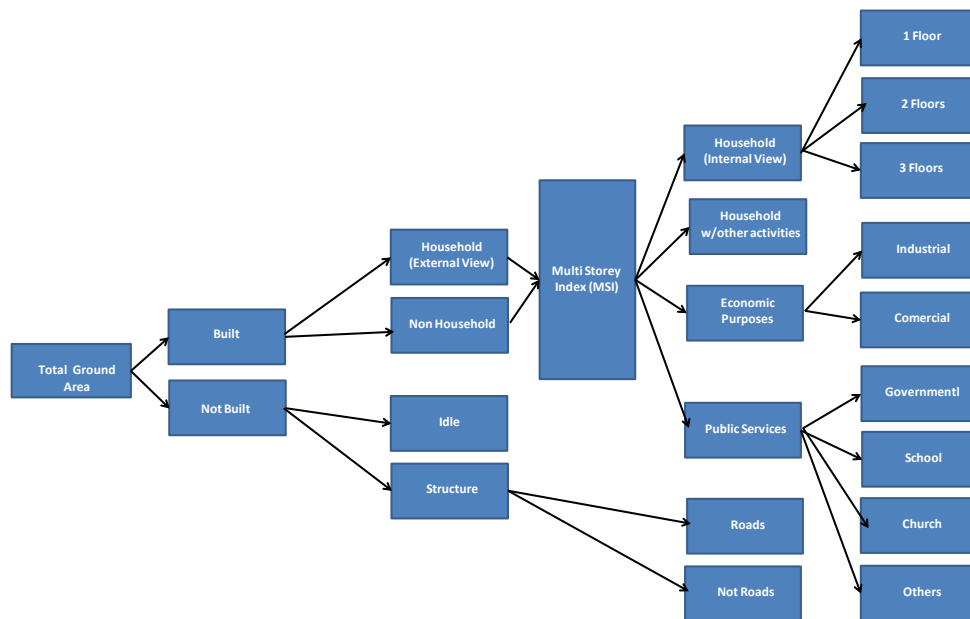 Total Ground
Area
Built
Not Built
Household
(External View)
Non Household
Idle
Structure
Multi Storey
Index (MSI)
Household
(Internal View)
Household
w/other activities
Economic
Purposes
Public Services
Roads
Not Roads
1 Floor
2 Floors
3 Floors
Industrial
Comercial
Governmentl
School
Church
Others